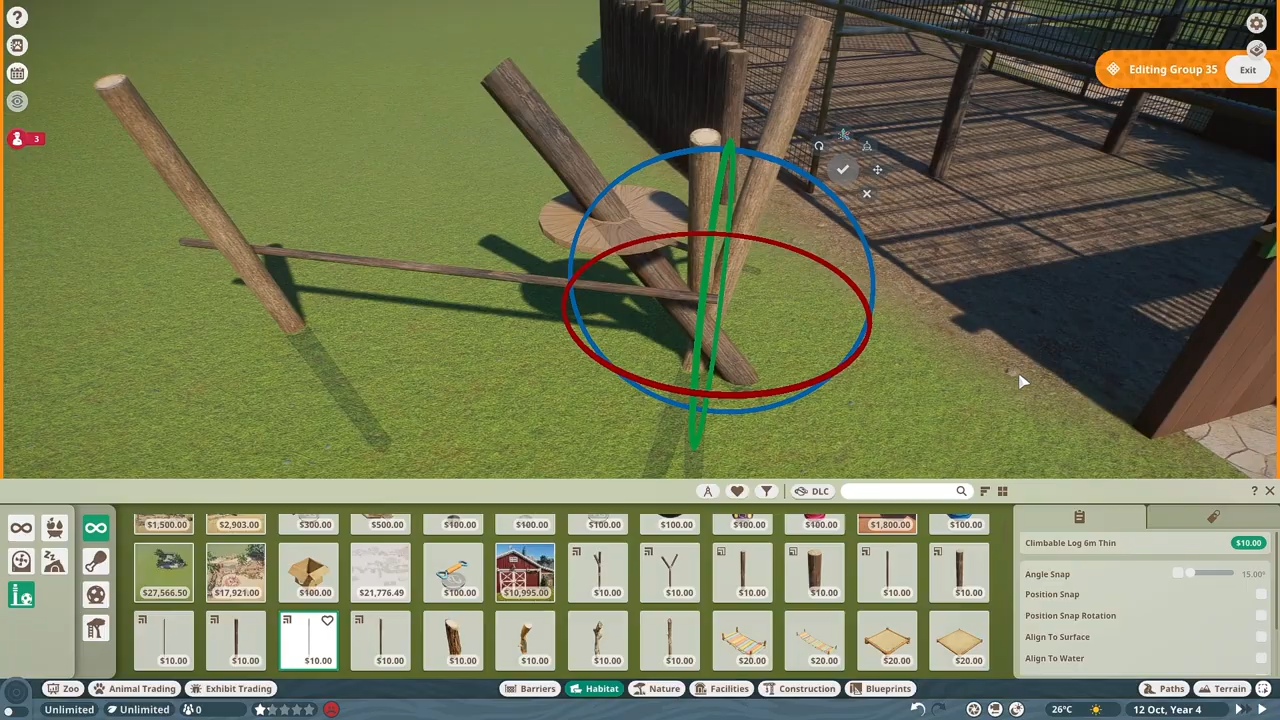 ?
Editing Group 35
Exit
3
DLC
? ×
$1,500.00 $2,903.00 $300.00 $500.00 $100.00 $100.00 $100.00 $100.00 $100.00 $100.00 $1,800.00 $100.00
Climbable Log 6m Thin $10.00
$27,566.50 $17,921.00 $100.00 $21,776.49 $100.00 $10,995.00 $10.00 $10.00 $10.00 $10.00 $10.00 $10.00
Angle Snap 15.00°
Position Snap
Position Snap Rotation
Align To Surface
Align To Water
$10.00 $10.00 $10.00 $10.00 $10.00 $10.00 $10.00 $10.00 $20.00 $20.00 $20.00 $20.00
Zoo Animal Trading Exhibit Trading Barriers Habitat Nature Facilities Construction Blueprints Paths Terrain
Unlimited Unlimited 0 26°C 12 Oct, Year 4